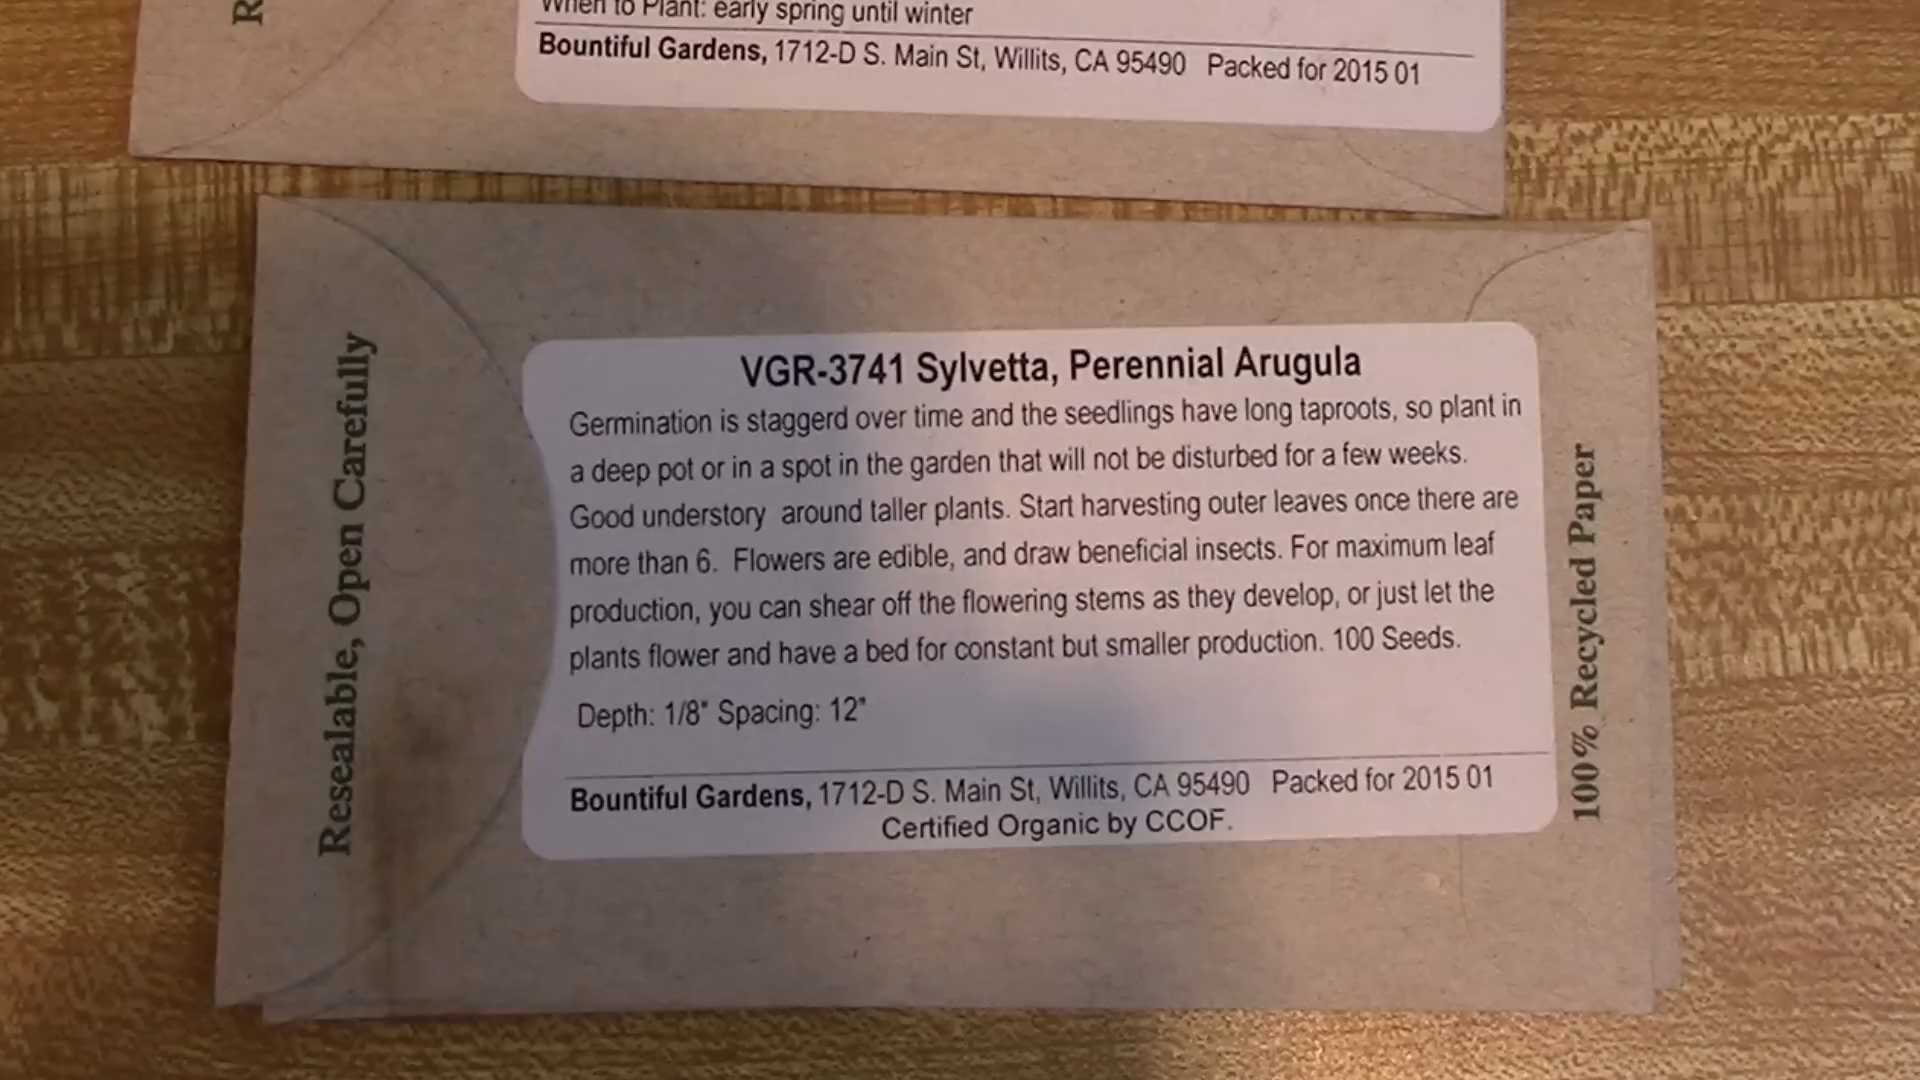 When to Plant: early spring until winter
Bountiful Gardens, 1712-D S. Main St, Willits, CA 95490 Packed for 2015 01
R
Resealable, Open Carefully
VGR-3741 Sylvetta, Perennial Arugula
Germination is staggerd over time and the seedlings have long taproots, so plant in
a deep pot or in a spot in the garden that will not be disturbed for a few weeks.
Good understory around taller plants. Start harvesting outer leaves once there are
more than 6. Flowers are edible, and draw beneficial insects. For maximum leaf
production, you can shear off the flowering stems as they develop, or just let the
plants flower and have a bed for constant but smaller production. 100 Seeds.
Depth: 1/8" Spacing: 12"
Bountiful Gardens, 1712-D S. Main St, Willits, CA 95490 Packed for 2015 01
Certified Organic by CCOF.
100% Recycled Paper